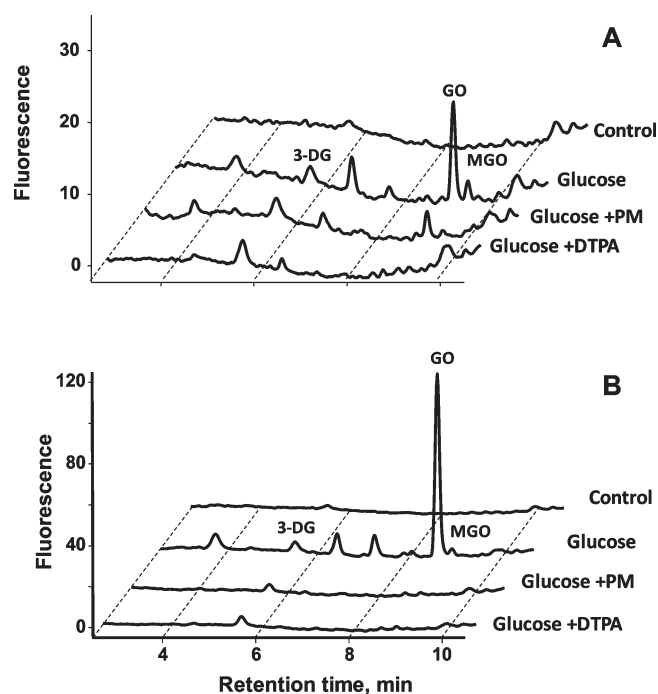 A
Fluorescence
30
20
10
0
GO
3-DG
MGO
Control
Glucose
Glucose +PM
Glucose +DTPA
B
Fluorescence
120
80
40
0
GO
3-DG
MGO
Control
Glucose
Glucose +PM
Glucose +DTPA
4 6 8 10
Retention time, min